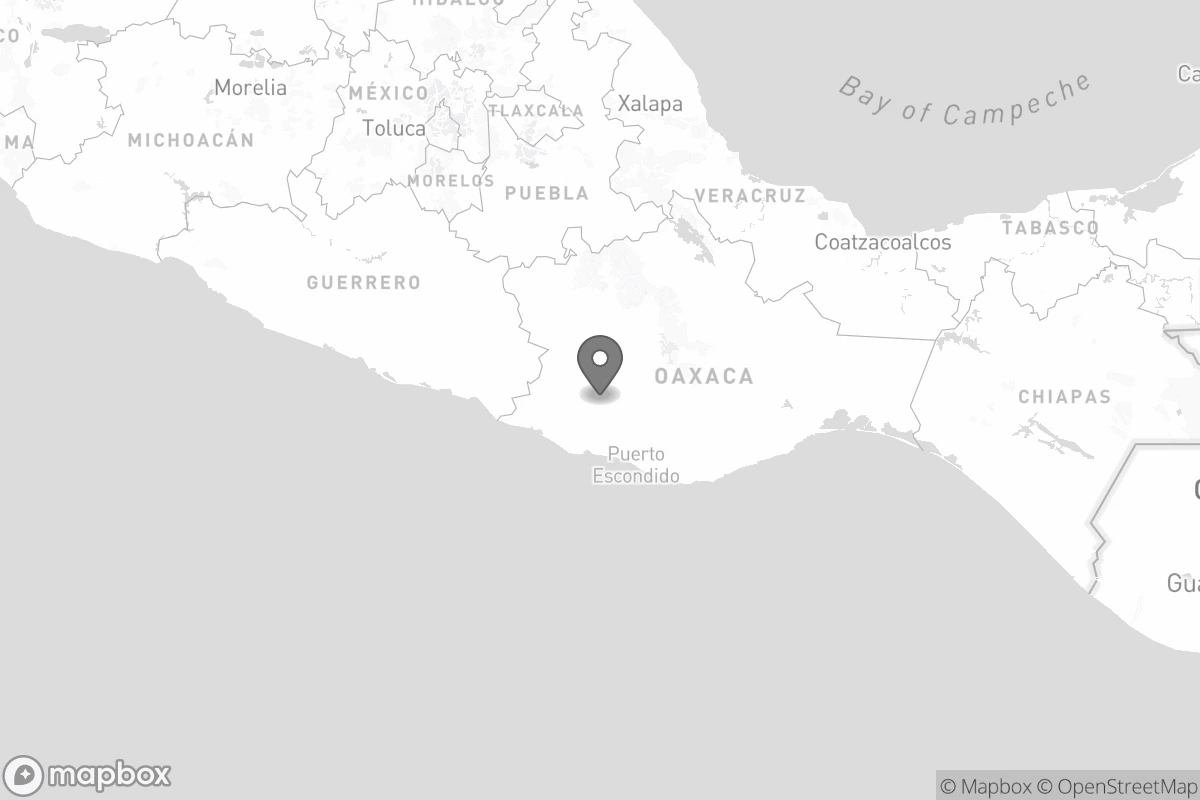 HIDALGO
CO
Morelia
MÉXICO
Toluca
TLAXCALA
Xalapa
Bay of Campeche
Ca
MA
MICHOACÁN
MORELOS
PUEBLA
VERACRUZ
Coatzacoalcos
TABASCO
GUERRERO
OAXACA
CHIAPAS
Puerto
Escondido
Gua
mapbox
© Mapbox © OpenStreetMap